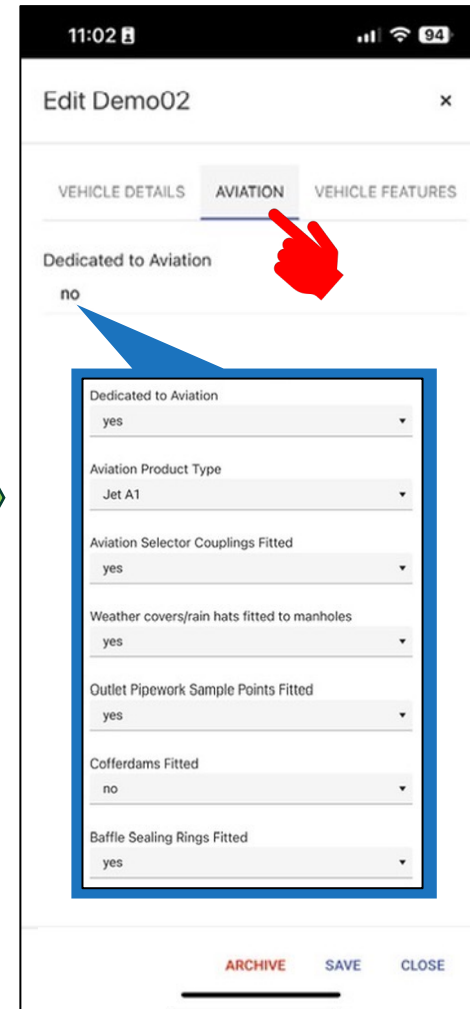 11:02
94
Edit Demo02
×
VEHICLE DETAILS AVIATION VEHICLE FEATURES
Dedicated to Aviation
no
Dedicated to Aviation
yes
Aviation Product Type
Jet A1
Aviation Selector Couplings Fitted
yes
Weather covers/rain hats fitted to manholes
yes
Outlet Pipework Sample Points Fitted
yes
Cofferdams Fitted
no
Baffle Sealing Rings Fitted
yes
ARCHIVE SAVE CLOSE